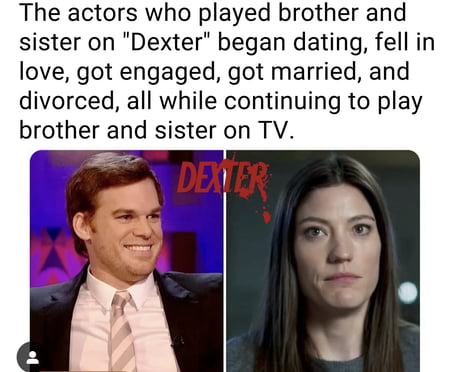 The actors who played brother and
sister on "Dexter" began dating, fell in
love, got engaged, got married, and
divorced, all while continuing to play
brother and sister on TV.
DEXTER